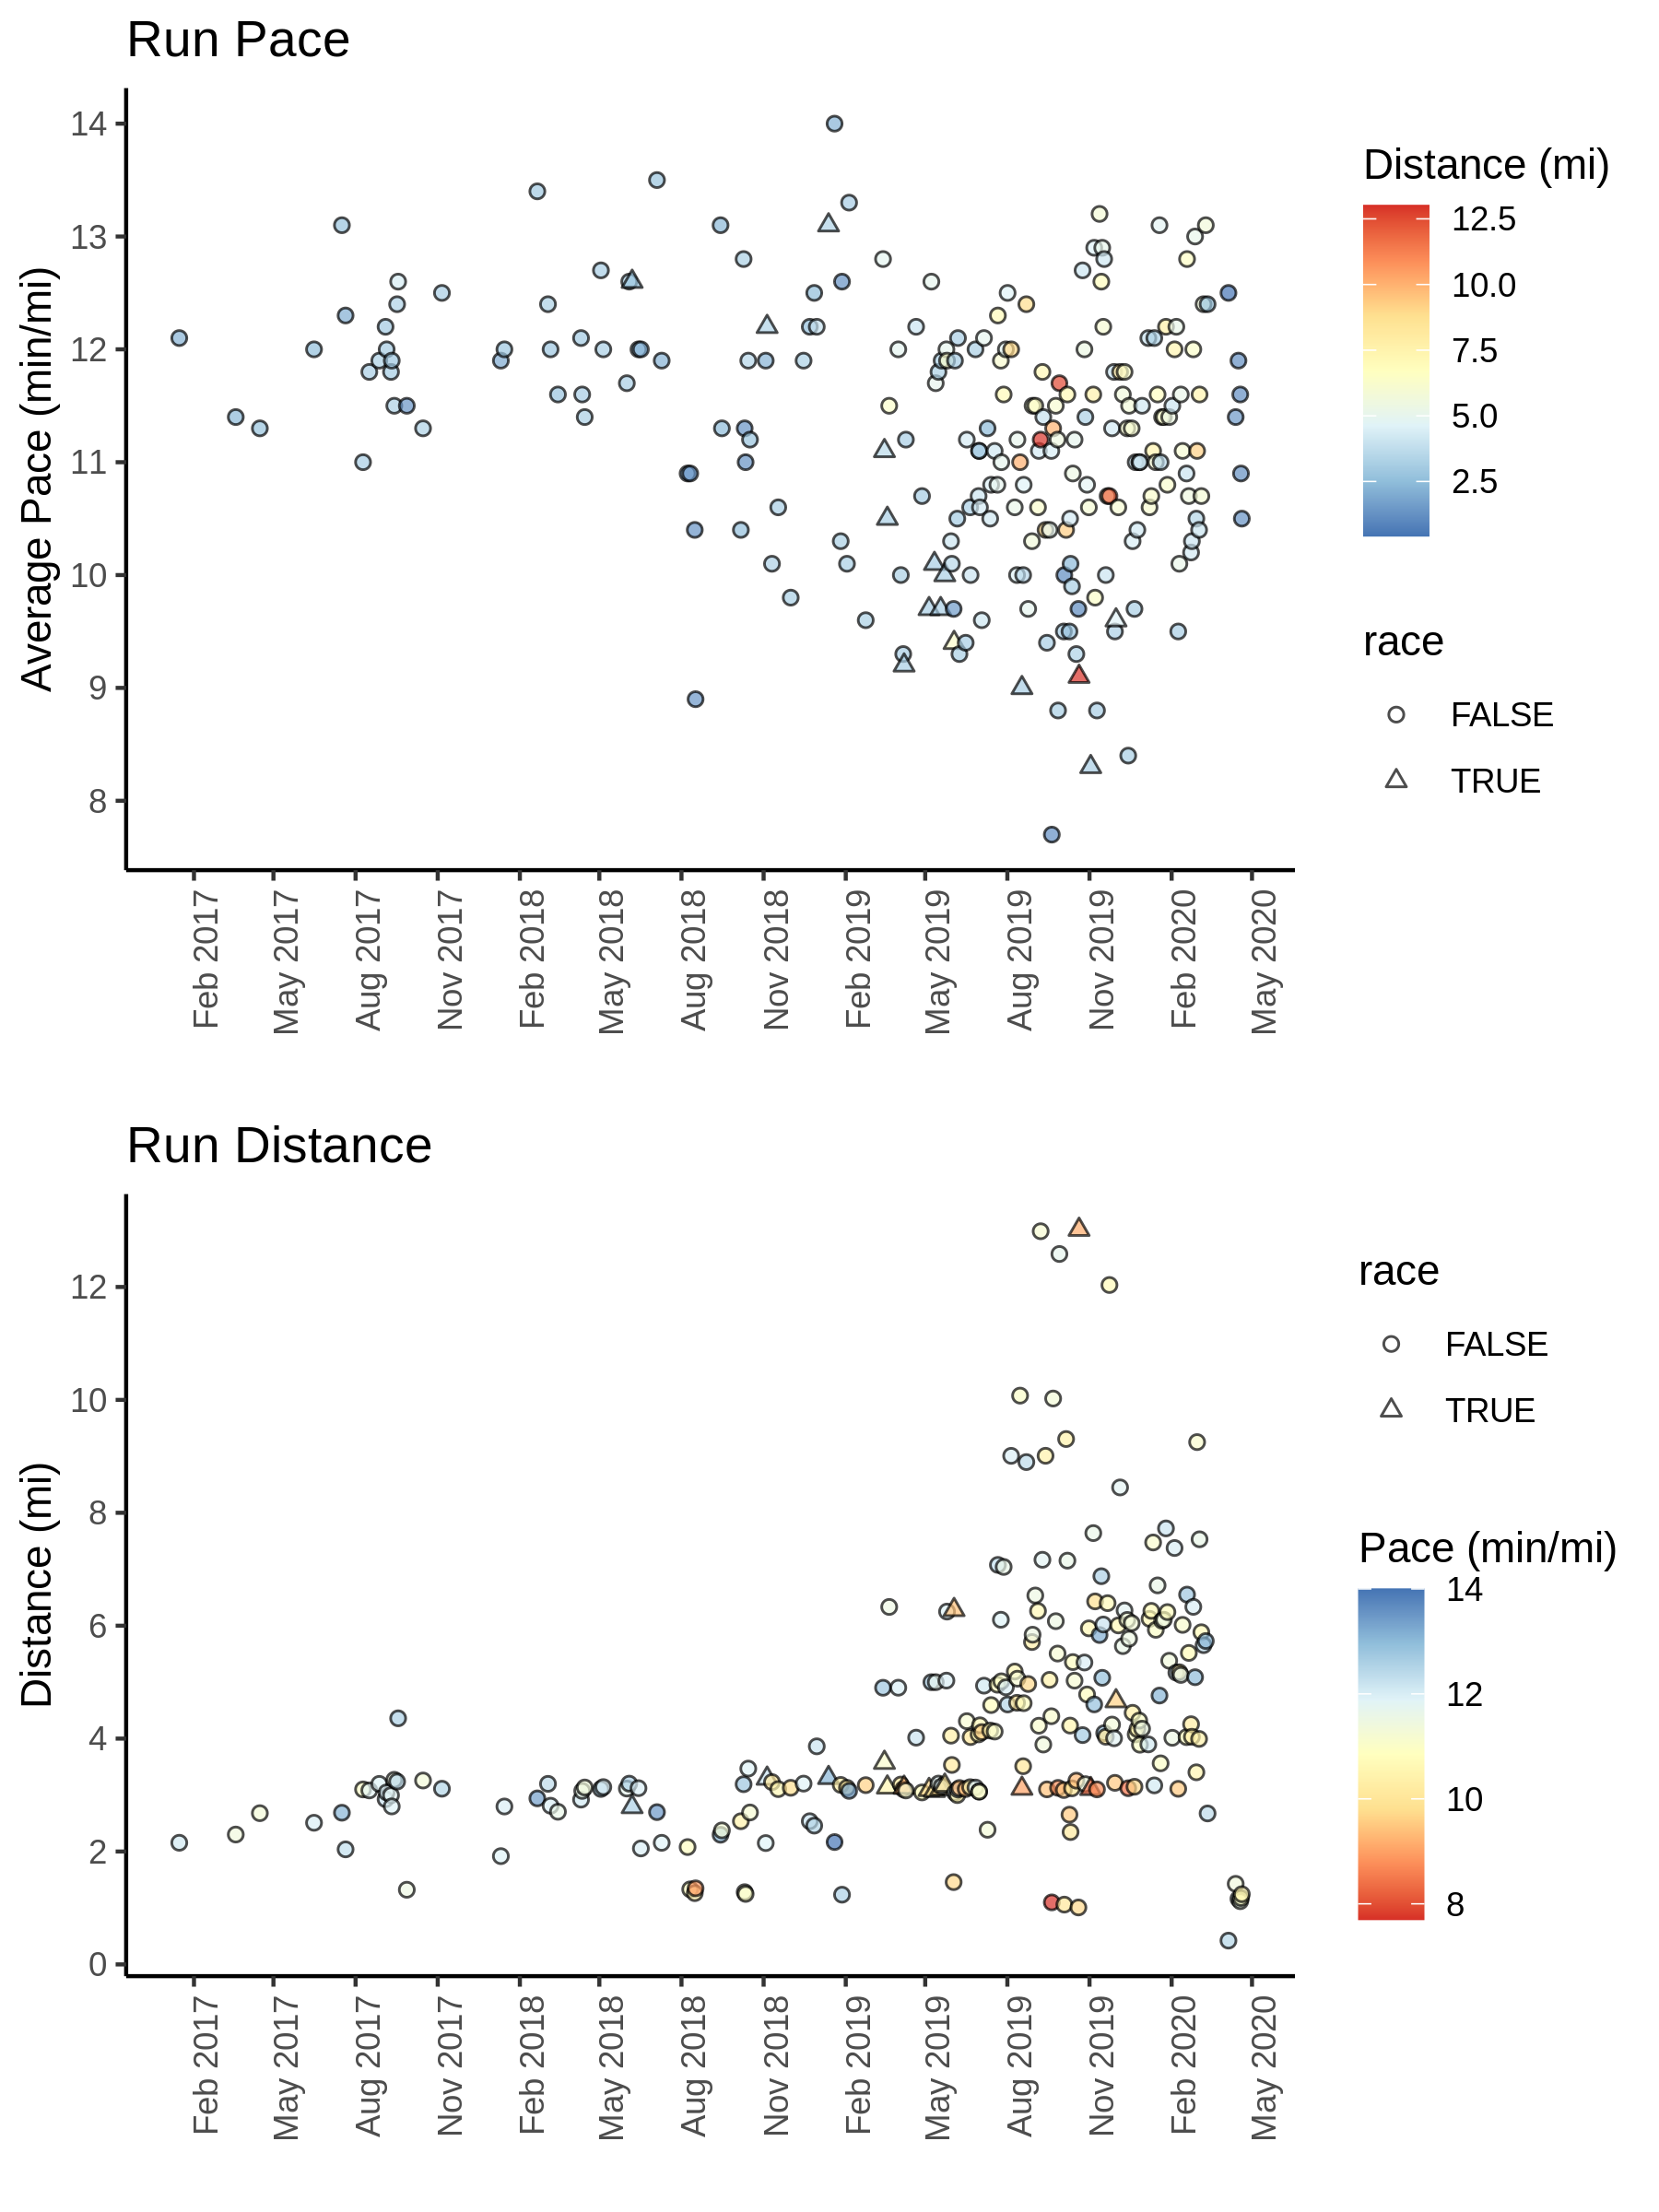 Run Pace
Average Pace (min/mi)
14
13
12
11
10
9
8
Feb 2017
May 2017
Aug 2017
Nov 2017
Feb 2018
May 2018
Aug 2018
Nov 2018
Feb 2019
May 2019
Aug 2019
Nov 2019
Feb 2020
May 2020
Distance (mi)
12.5
10.0
7.5
5.0
2.5
race
FALSE
TRUE
Run Distance
Distance (mi)
12
10
8
6
4
2
0
Feb 2017
May 2017
Aug 2017
Nov 2017
Feb 2018
May 2018
Aug 2018
Nov 2018
Feb 2019
May 2019
Aug 2019
Nov 2019
Feb 2020
May 2020
race
FALSE
TRUE
Pace (min/mi)
14
12
10
8